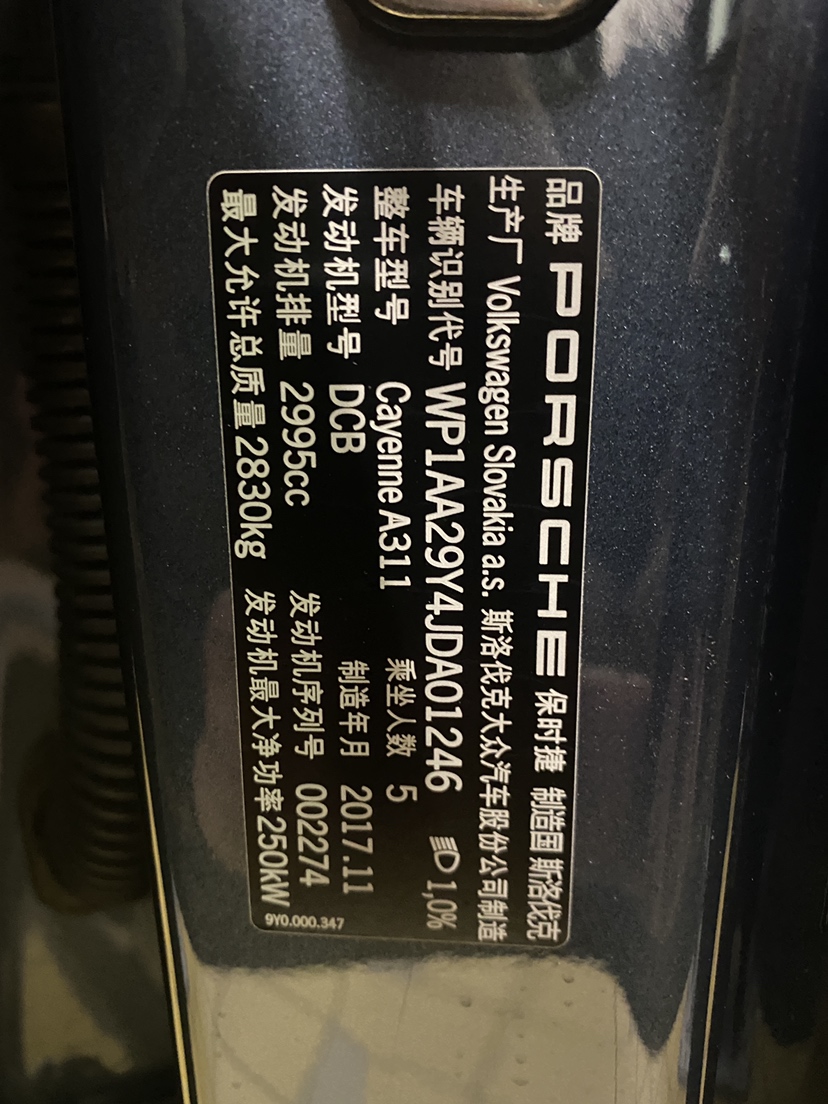 品牌 PORSCHE 保时捷 制造国 斯洛伐克
生产厂 Volkswagen Slovakia a.s. 斯洛伐克大众汽车股份公司制造
车辆识别代号 WP1AA29Y4JDA01246 1,0%
整车型号 Cayenne A311 乘坐人数 5
发动机型号 DCB 制造年月 2017.11
发动机排量 2995cc 发动机序列号 002274
最大允许总质量 2830kg 发动机最大净功率 250kW
9Y0.000.347